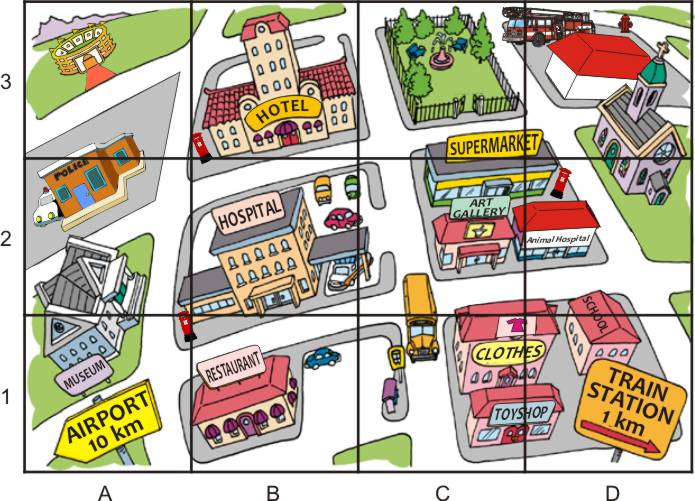 3
HOTEL
SUPERMARKET
POLICE
2
HOSPITAL
ART
GALLERY
Animal Hospital
1
MUSEUM
RESTAURANT
CLOTHES
SCHOOL
TOYSHOP
AIRPORT
10 km
TRAIN
STATION
1 km
A
B
C
D